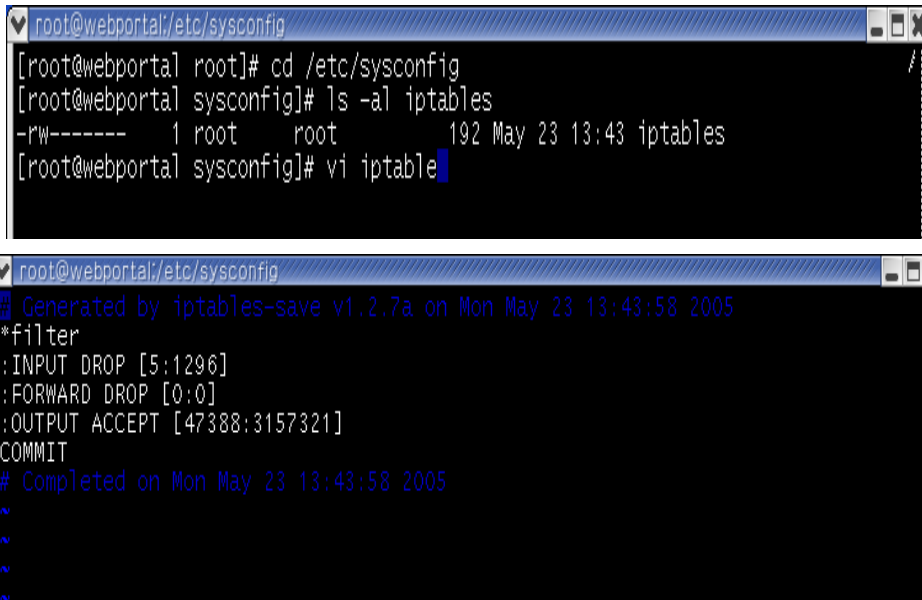 root@webportal:/etc/sysconfig
[root@webportal root]# cd /etc/sysconfig
[root@webportal sysconfig]# ls -al iptables
-rw------- 1 root root 192 May 23 13:43 iptables
[root@webportal sysconfig]# vi iptable
root@webportal:/etc/sysconfig
# Generated by iptables-save v1.2.7a on Mon May 23 13:43:58 2005
*filter
:INPUT DROP [5:1296]
:FORWARD DROP [0:0]
:OUTPUT ACCEPT [47388:3157321]
COMMIT
# Completed on Mon May 23 13:43:58 2005
~
~
~
~